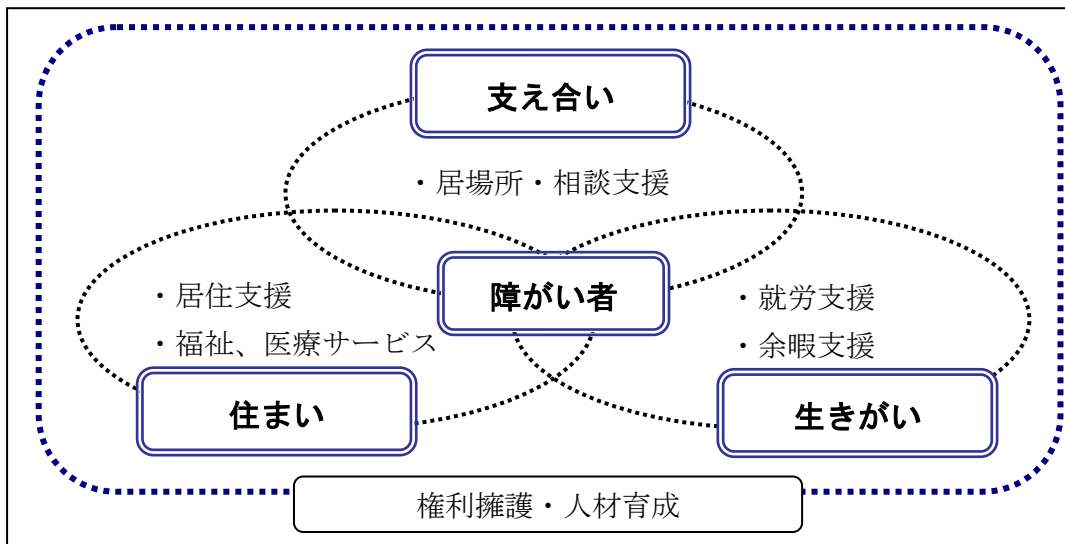 支え合い
・居場所・相談支援
障がい者
・居住支援
・福祉、医療サービス
・就労支援
・余暇支援
住まい
生きがい
権利擁護・人材育成